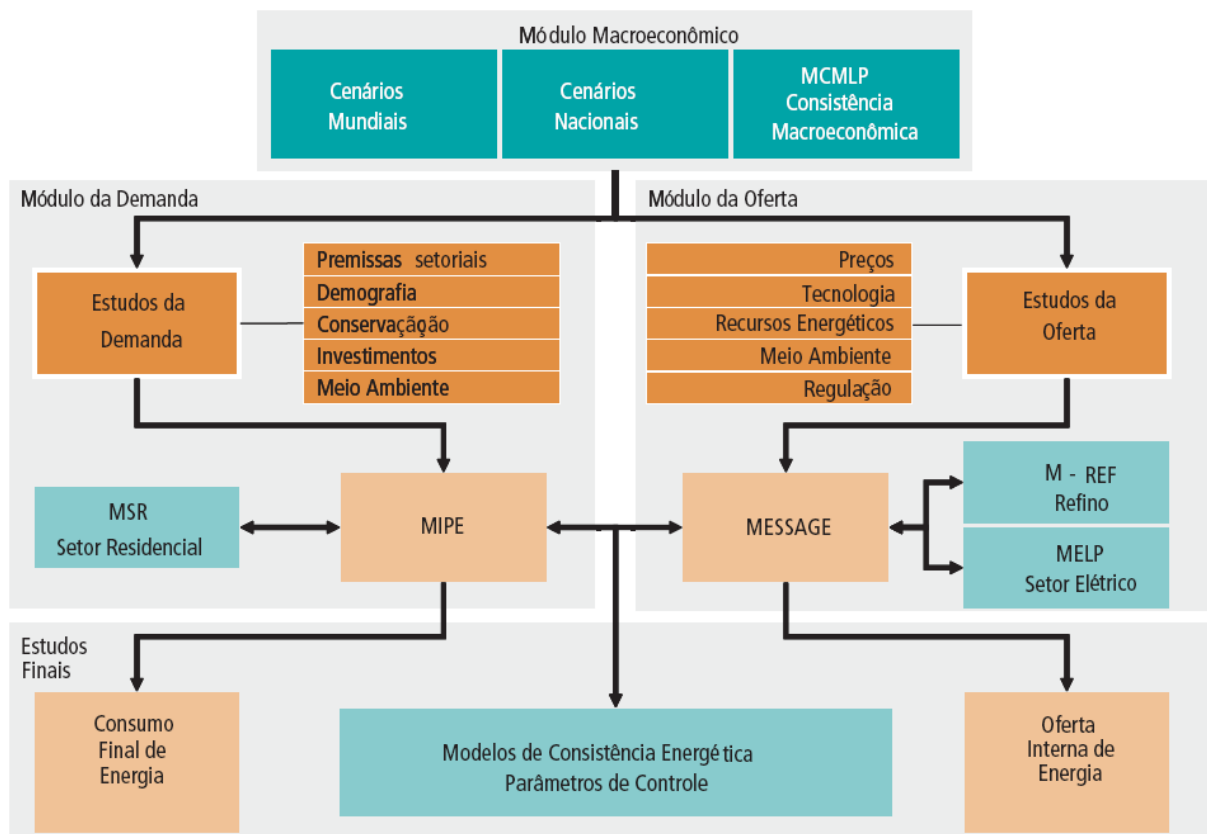 Módulo Macroeconômico
Cenários
Mundiais
Cenários
Nacionais
MCMLP
Consistência
Macroeconômica
Módulo da Demanda
Estudos da
Demanda
Premissas setoriais
Demografia
Conservaçãção
Investimentos
Meio Ambiente
Módulo da Oferta
Preços
Tecnologia
Recursos Energéticos
Meio Ambiente
Regulação
Estudos da
Oferta
MSR
Setor Residencial
MIPE
MESSAGE
M - REF
Refino
MELP
Setor Elétrico
Estudos
Finais
Consumo
Final de
Energia
Modelos de Consistência Energética
Parâmetros de Controle
Oferta
Interna de
Energia